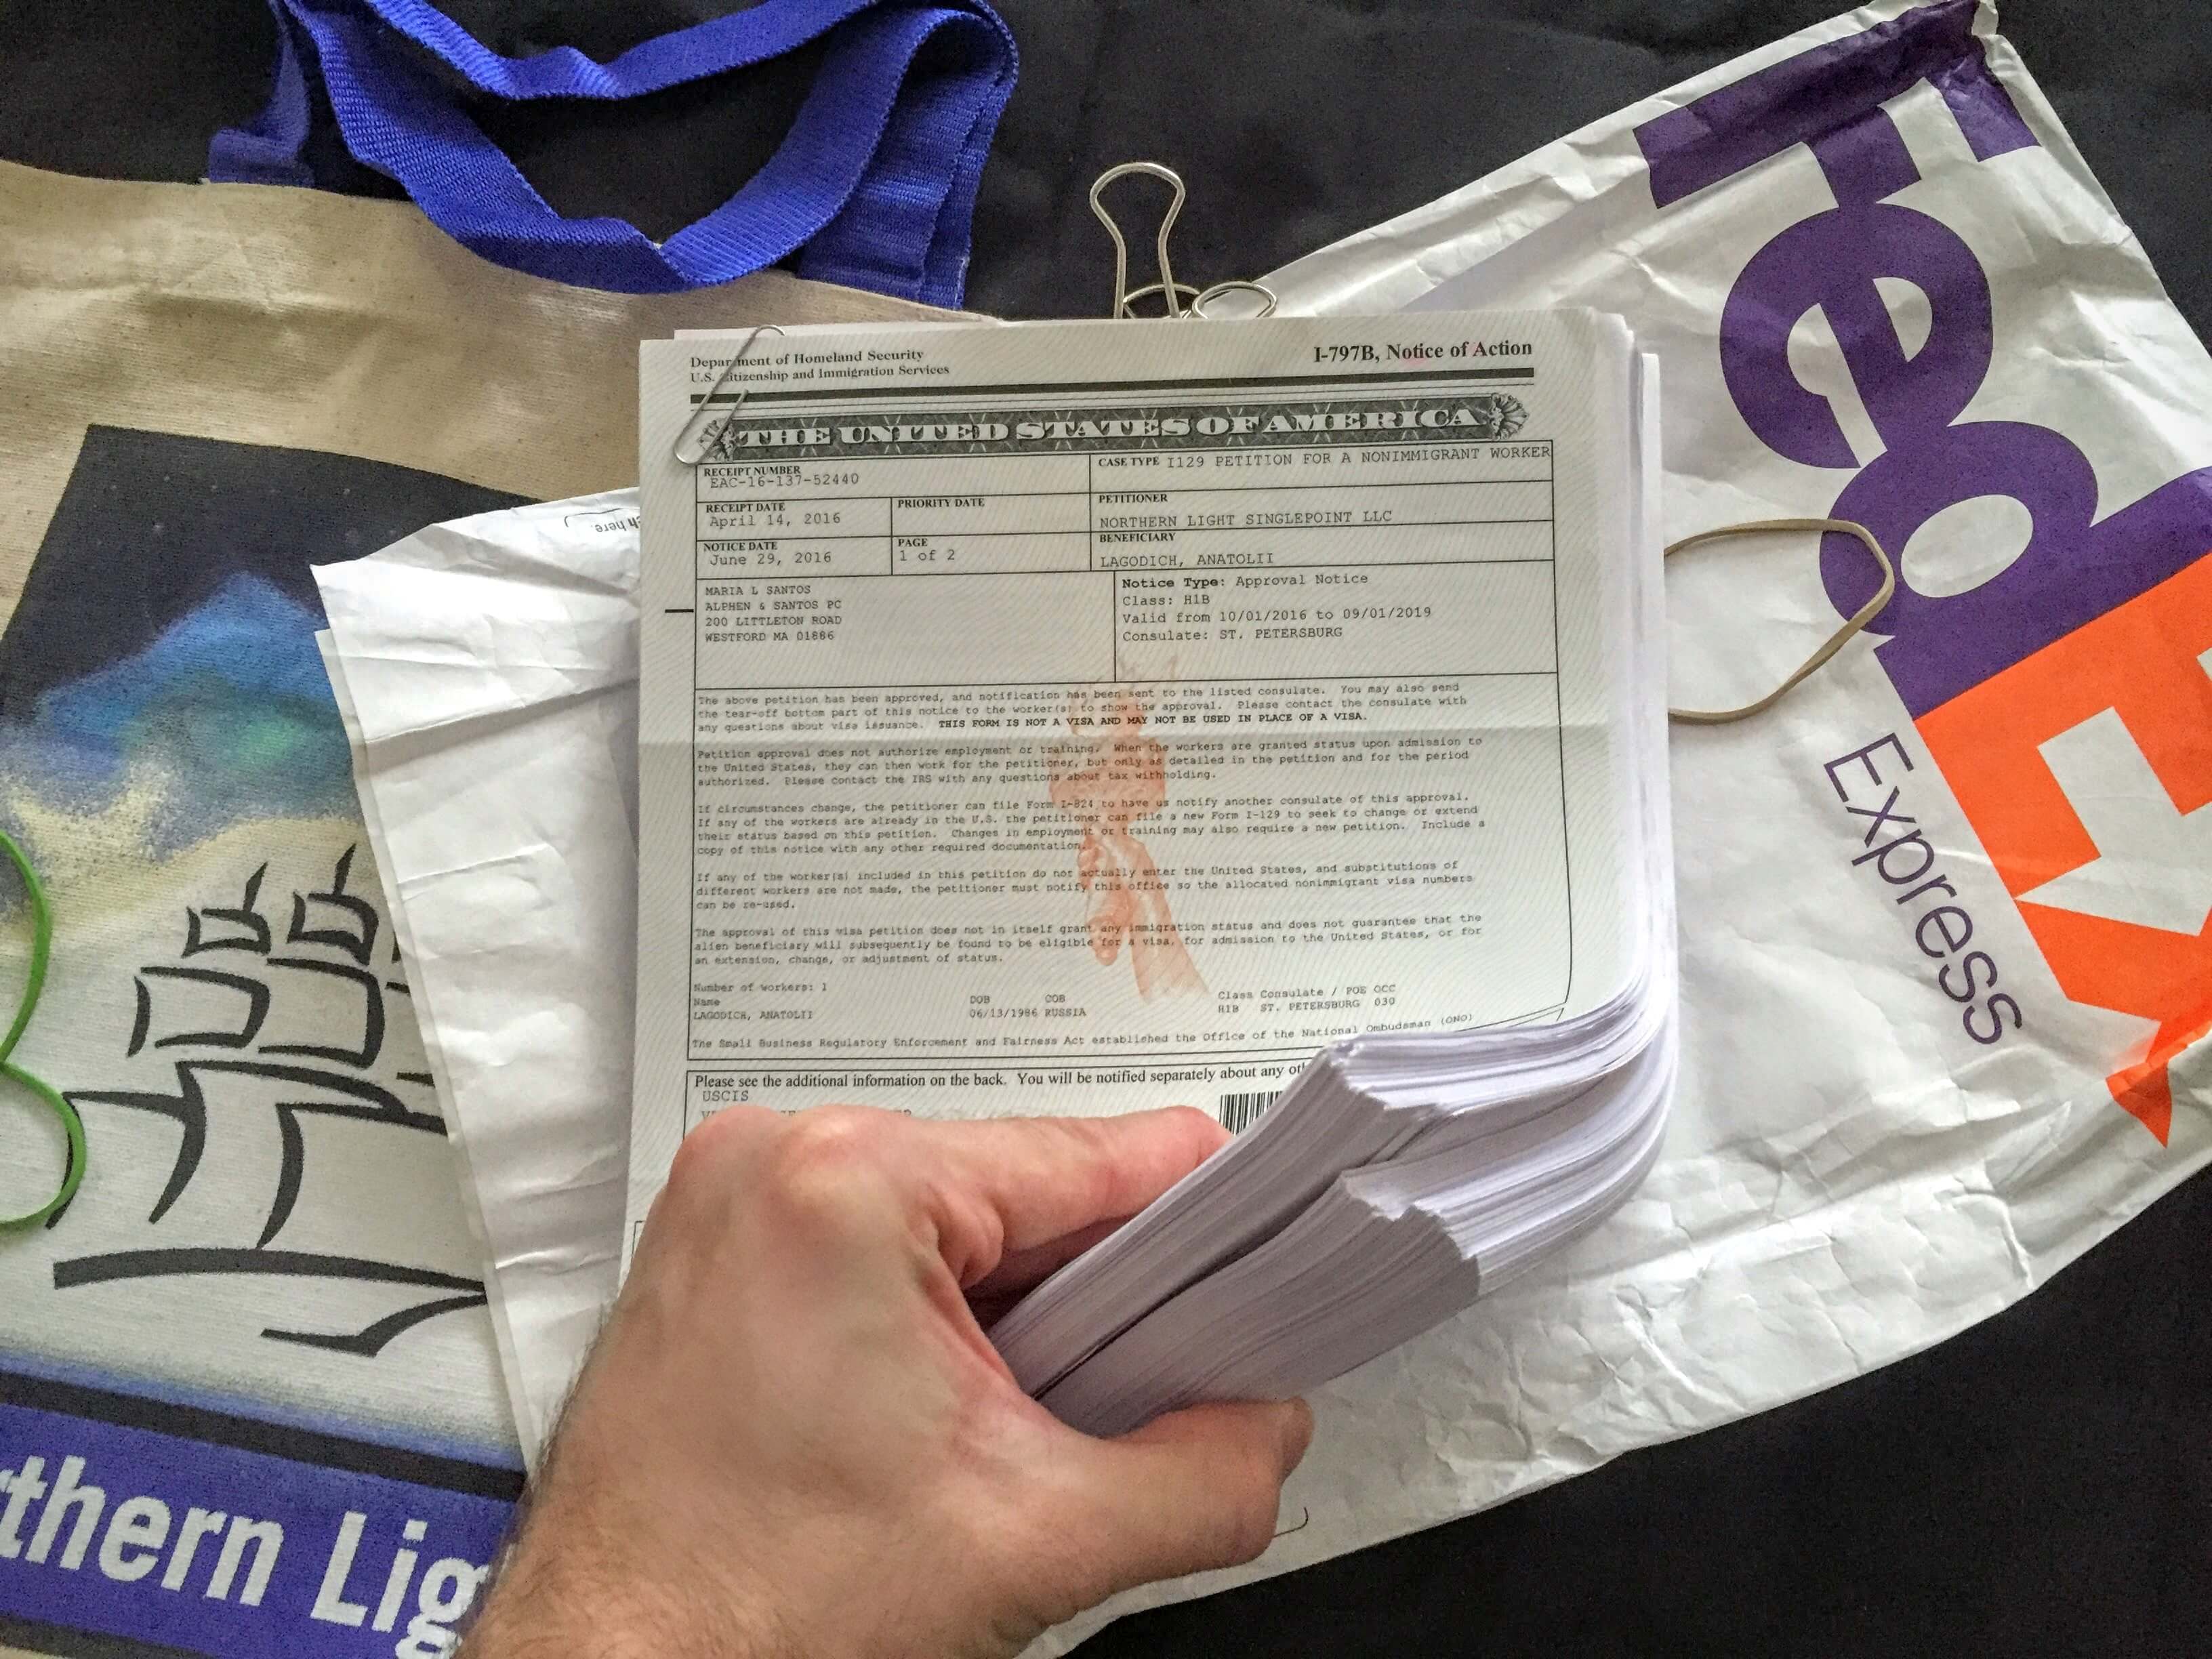 Department of Homeland Security
U.S. Citizenship and Immigration Services
I-797B, Notice of Action
THE UNITED STATES OF AMERICA
RECEIPT NUMBER
EAC-16-137-52440
CASE TYPE I129 PETITION FOR A NONIMMIGRANT WORKER
RECEIPT DATE
April 14, 2016
PRIORITY DATE
PETITIONER
NORTHERN LIGHT SINGLEPOINT LLC
NOTICE DATE
June 29, 2016
PAGE
1 of 2
BENEFICIARY
LAGODICH, ANATOLII
MARIA L SANTOS
ALPHEN & SANTOS PC
200 LITTLETON ROAD
WESTFORD MA 01886
Notice Type: Approval Notice
Class: H1B
Valid from 10/01/2016 to 09/01/2019
Consulate: ST. PETERSBURG
The above petition has been approved, and notification has been sent to the listed consulate. You may also send
the tear-off bottom part of this notice to the worker(s) to show the approval. Please contact the consulate with
any questions about visa issuance. THIS FORM IS NOT A VISA AND MAY NOT BE USED IN PLACE OF A VISA.
Petition approval does not authorize employment or training. When the workers are granted status upon admission to
the United States, they can then work for the petitioner, but only as detailed in the petition and for the period
authorized. Please contact the IRS with any questions about tax withholding.
If circumstances change, the petitioner can file Form I-824 to have us notify another consulate of this approval.
If any of the workers are already in the U.S. the petitioner can file a new Form I-129 to seek to change or extend
their status based on this petition. Changes in employment or training may also require a new petition. Include a
copy of this notice with any other required documentation.
If any of the worker(s) included in this petition do not actually enter the United States, and substitutions of
different workers are not made, the petitioner must notify this office so the allocated nonimmigrant visa numbers
can be re-used.
The approval of this visa petition does not in itself grant any immigration status and does not guarantee that the
alien beneficiary will subsequently be found to be eligible for a visa, for admission to the United States, or for
an extension, change, or adjustment of status.
Number of workers: 1
Name DOB COB Class Consulate / POE OCC
LAGODICH, ANATOLII 06/13/1986 RUSSIA H1B ST. PETERSBURG 030
The Small Business Regulatory Enforcement and Fairness Act established the Office of the National Ombudsman (ONO)
Please see the additional information on the back. You will be notified separately about any
USCIS
FedEx
Express
here.
thern Lig